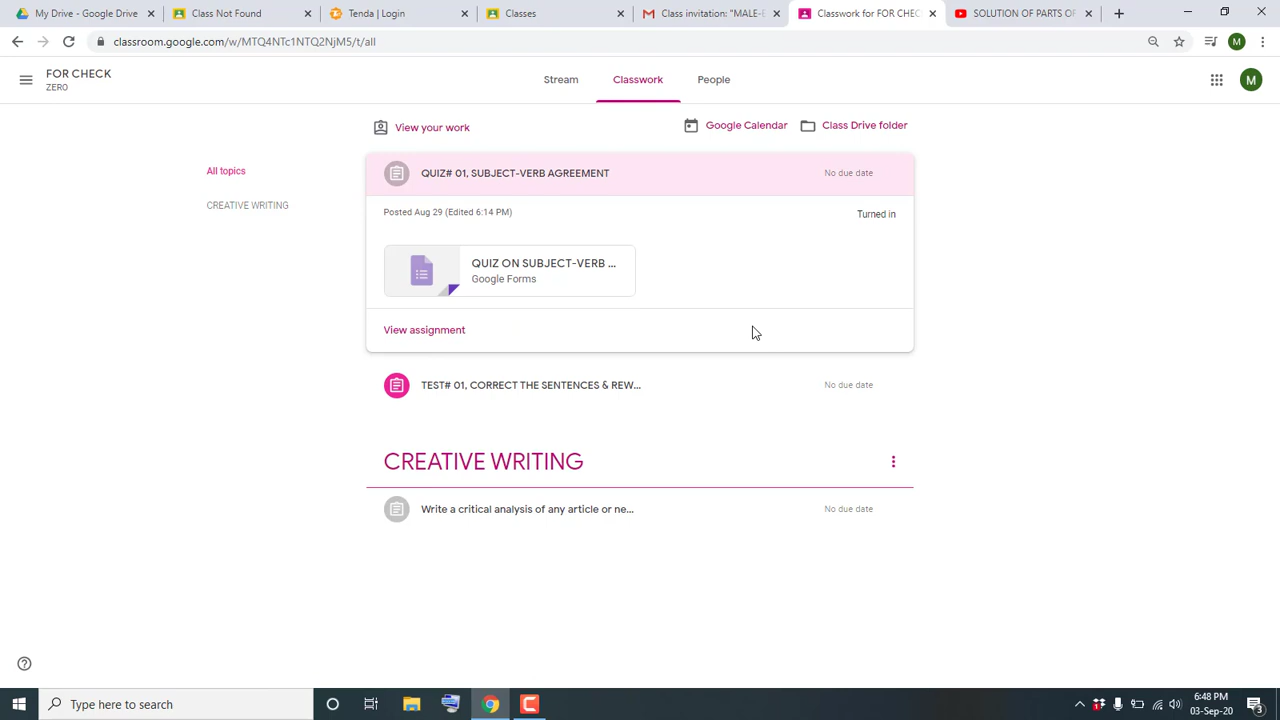 My Drive - Google Drive
Class Not Found
Tenda | Login
Classes
Class invitation: "MALE-E
Classwork for FOR CHEC
SOLUTION OF PARTS OF
classroom.google.com/w/MTQ4NTc1NTQ2NjM5/t/all
M
FOR CHECK
ZERO
Stream
Classwork
People
M
View your work
Google Calendar
Class Drive folder
All topics
CREATIVE WRITING
QUIZ# 01, SUBJECT-VERB AGREEMENT
No due date
Posted Aug 29 (Edited 6:14 PM)
Turned in
QUIZ ON SUBJECT-VERB ...
Google Forms
View assignment
TEST# 01, CORRECT THE SENTENCES & REW...
No due date
CREATIVE WRITING
Write a critical analysis of any article or ne...
No due date
Type here to search
6:48 PM
03-Sep-20
3